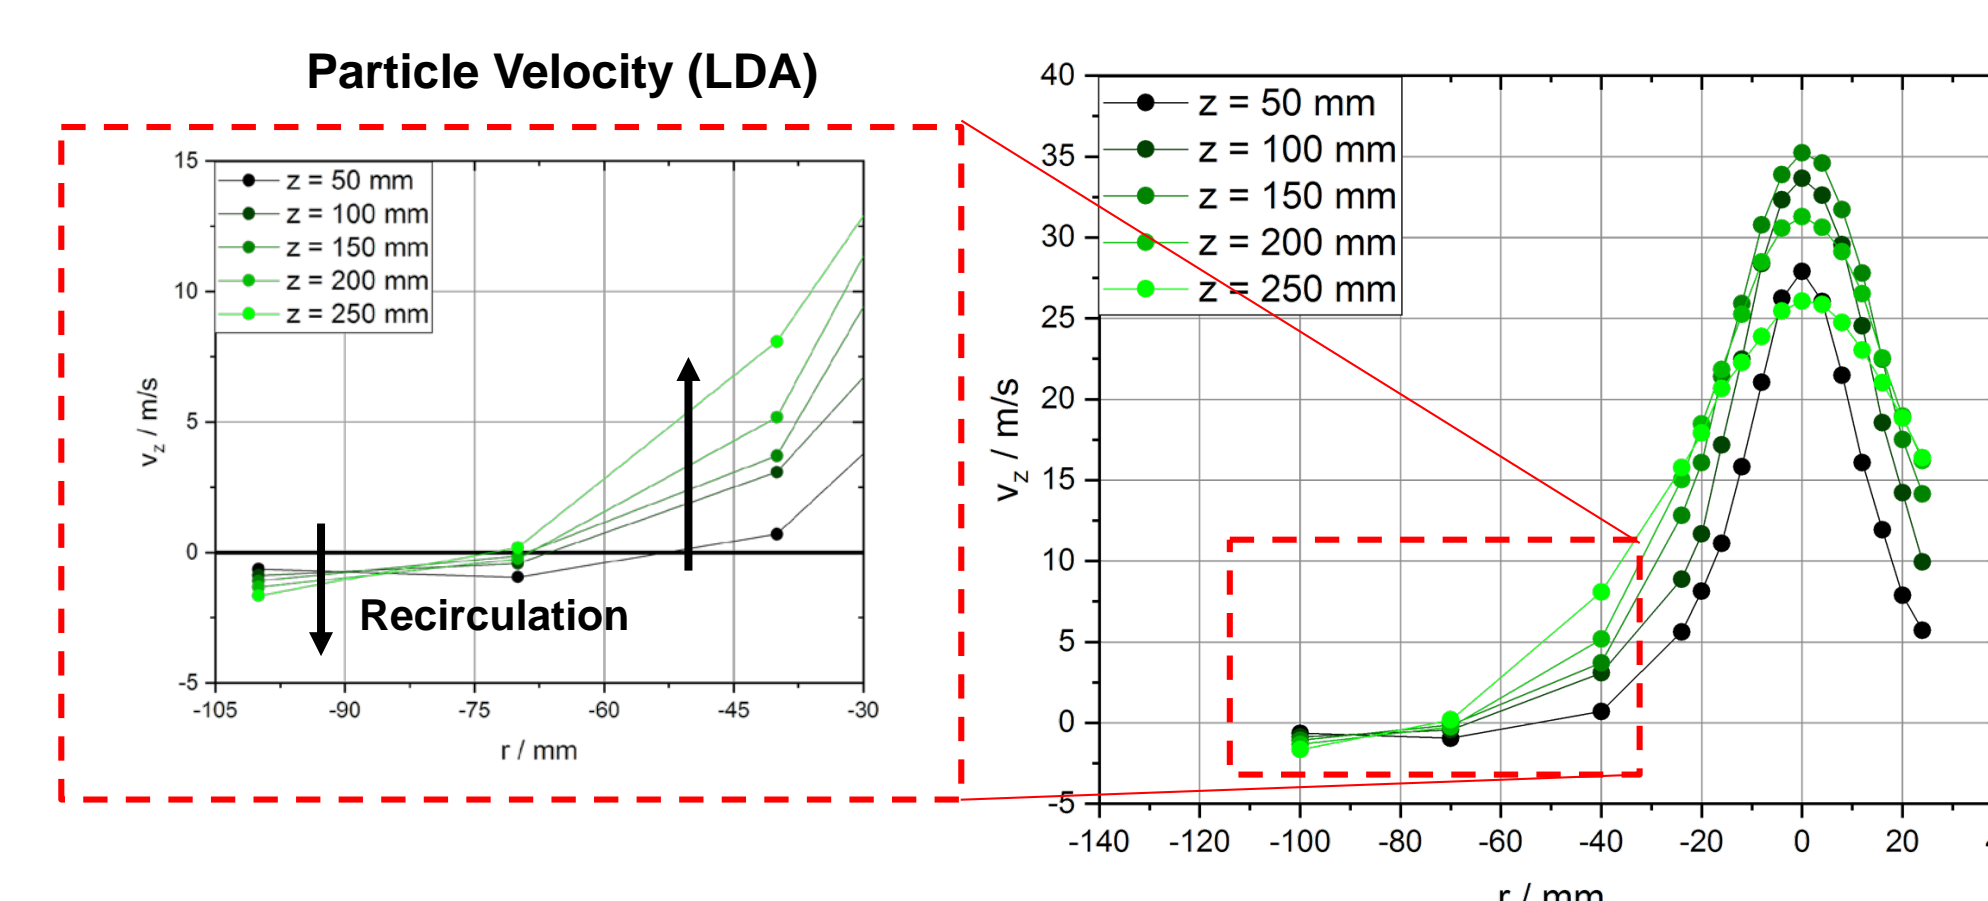 Particle Velocity (LDA)
z = 50 mm
z = 100 mm
z = 150 mm
z = 200 mm
z = 250 mm
15
10
5
0
-5
v_z / m/s
Recirculation
-105 -90 -75 -60 -45 -30
r / mm
z = 50 mm
z = 100 mm
z = 150 mm
z = 200 mm
z = 250 mm
40
35
30
25
20
15
10
5
0
-5
v_z / m/s
-140 -120 -100 -80 -60 -40 -20 0 20
r / mm